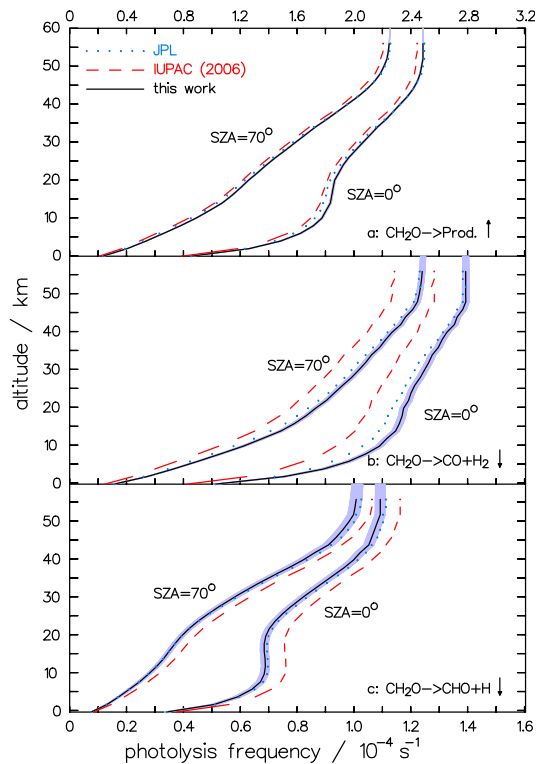 0 0.4 0.8 1.2 1.6 2.0 2.4 2.8 3.2
60
50
40
30
20
10
0
JPL
IUPAC (2006)
this work
SZA=70°
SZA=0°
a: CH2O->Prod. ↑
50
40
30
20
10
0
SZA=70°
SZA=0°
b: CH2O->CO+H2 ↓
altitude / km
50
40
30
20
10
0
SZA=70°
SZA=0°
c: CH2O->CHO+H ↓
0.0 0.2 0.4 0.6 0.8 1.0 1.2 1.4 1.6
photolysis frequency / 10⁻⁴ s⁻¹